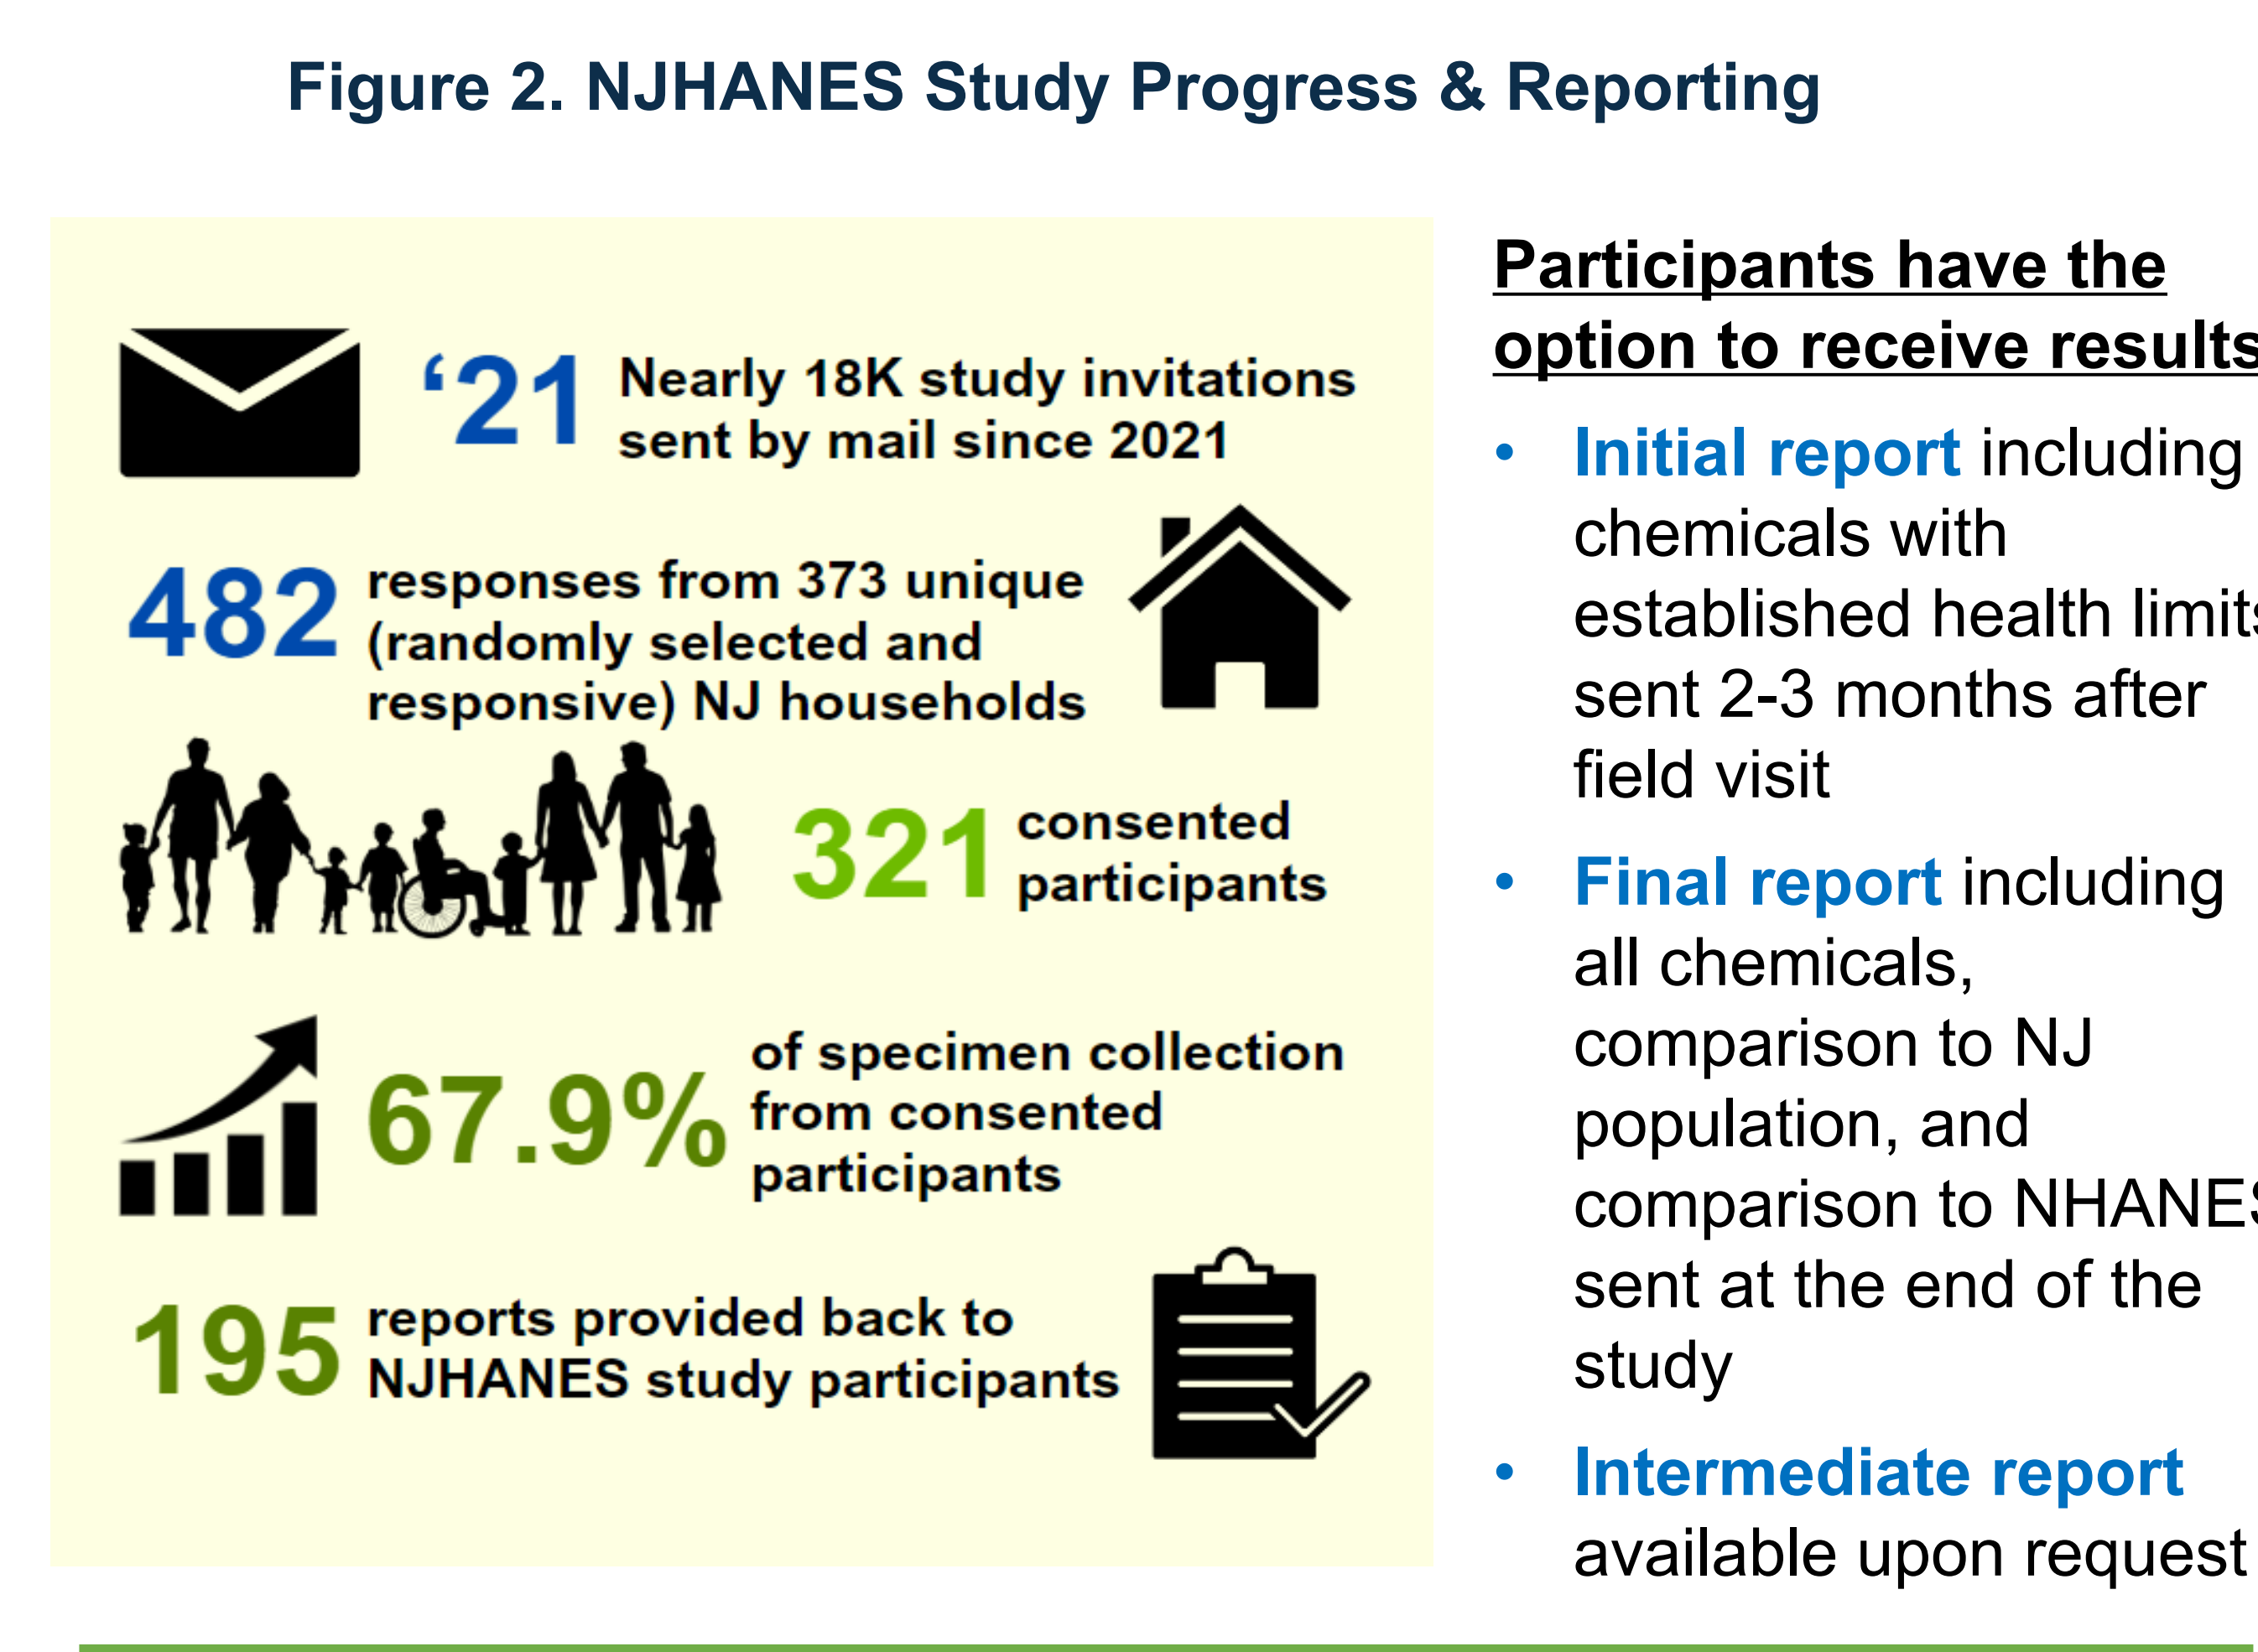 Figure 2. NJHANES Study Progress & Reporting
‘21 Nearly 18K study invitations
sent by mail since 2021
482 responses from 373 unique
(randomly selected and
responsive) NJ households
321 consented
participants
67.9% of specimen collection
from consented
participants
195 reports provided back to
NJHANES study participants
Participants have the
option to receive results
• Initial report including
chemicals with
established health limits
sent 2-3 months after
field visit
• Final report including
all chemicals,
comparison to NJ
population, and
comparison to NHANES
sent at the end of the
study
• Intermediate report
available upon request